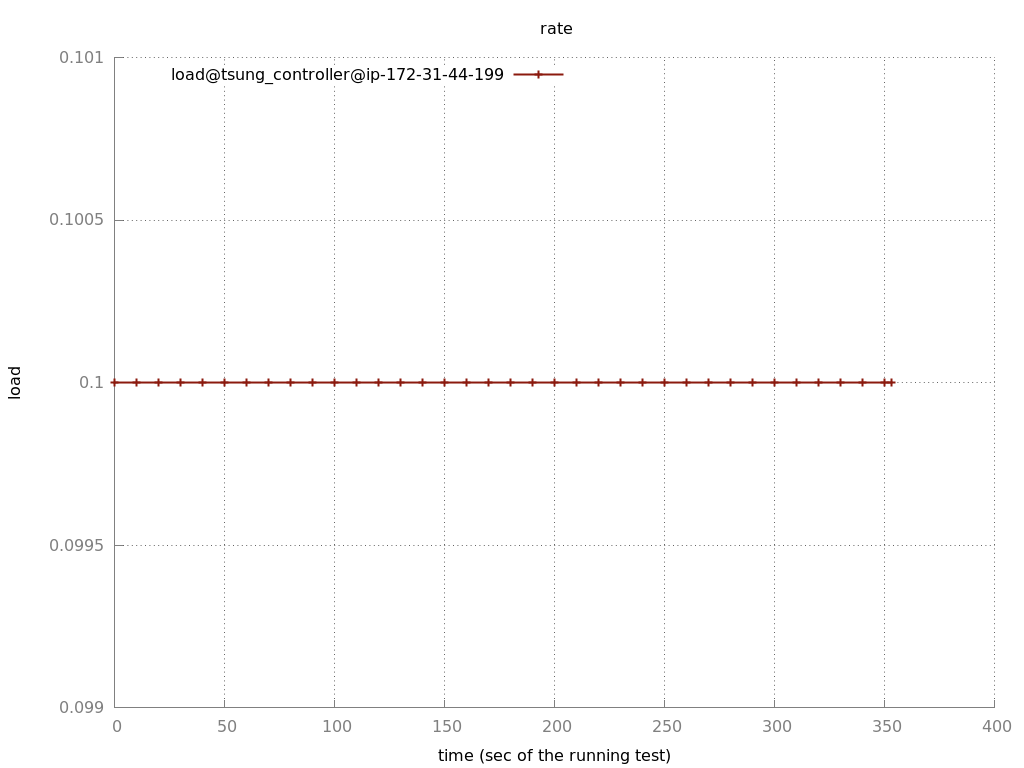 rate
0.101
load@tsung_controller@ip-172-31-44-199
0.1005
load
0.1
0.0995
0.099
0 50 100 150 200 250 300 350 400
time (sec of the running test)